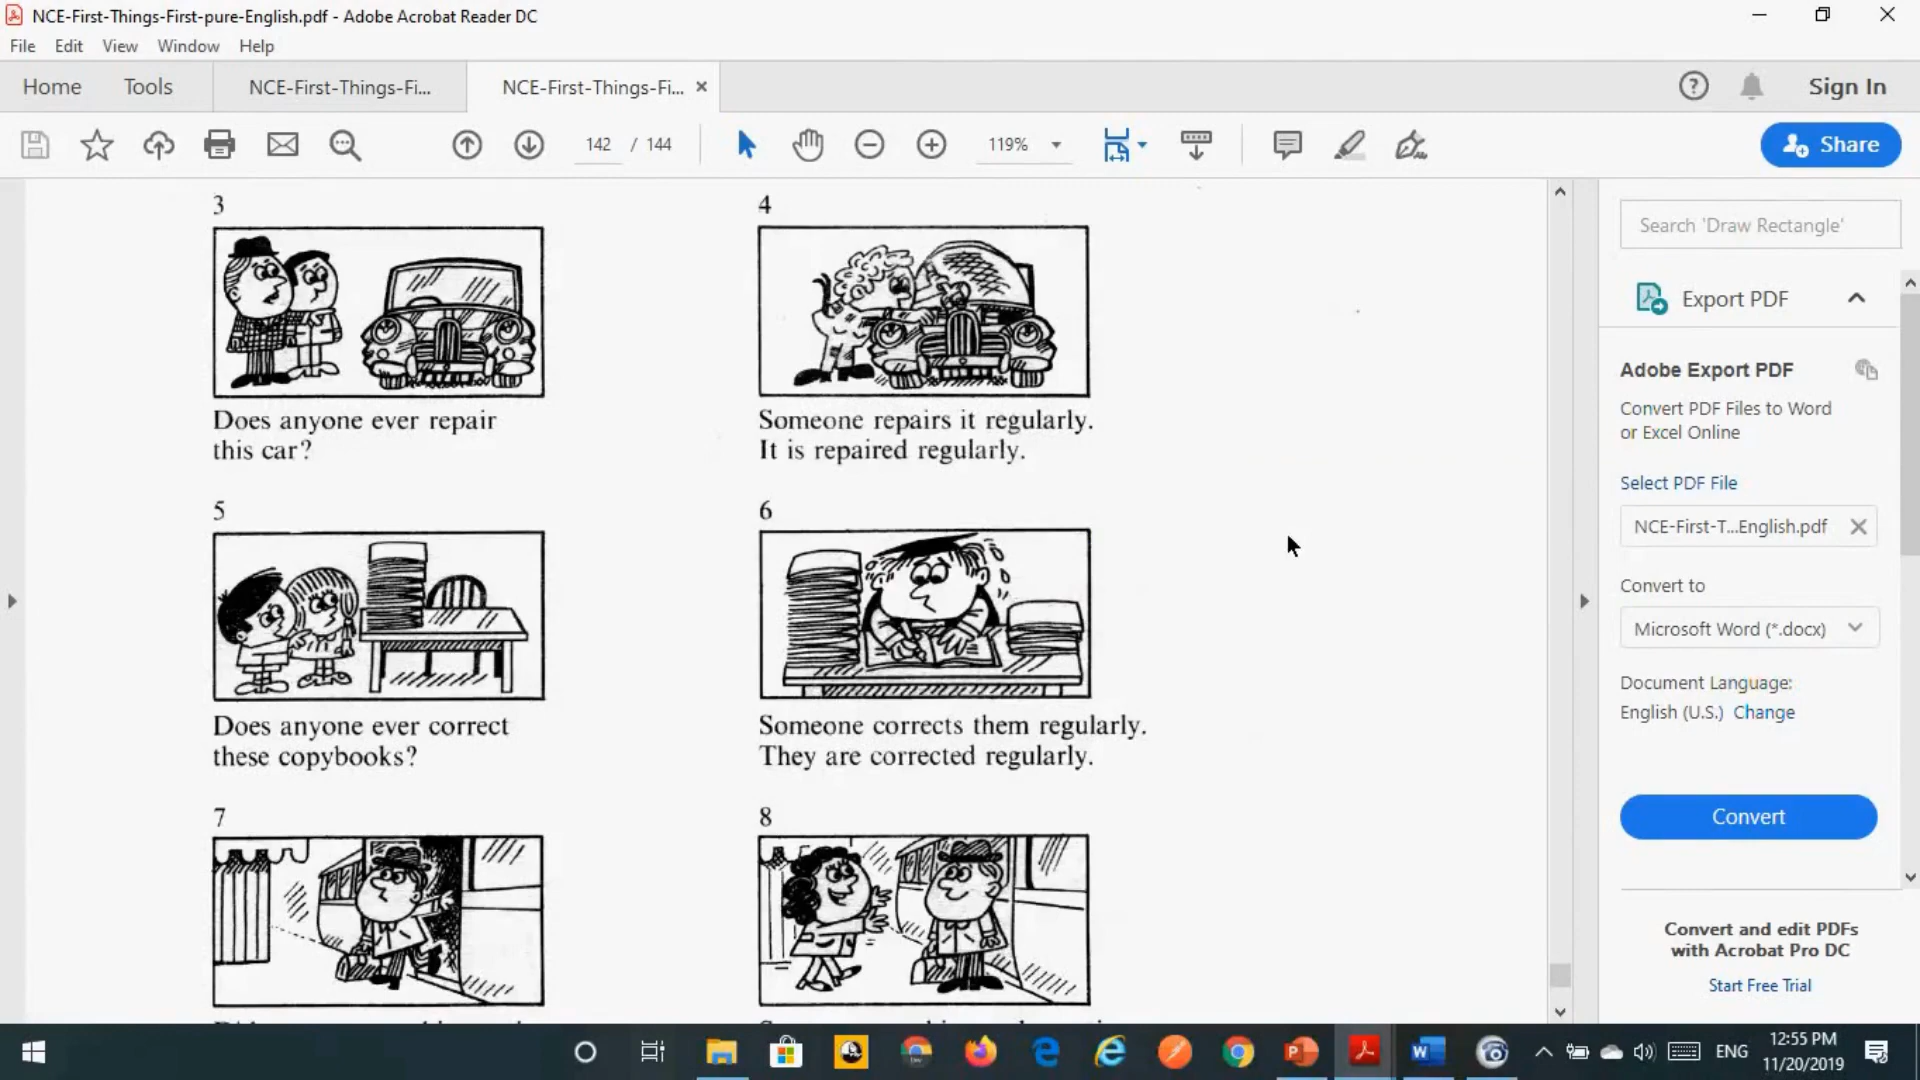 NCE-First-Things-First-pure-English.pdf - Adobe Acrobat Reader DC
File Edit View Window Help
Home Tools NCE-First-Things-Fi... NCE-First-Things-Fi... Sign In
142 / 144 119% Share
3 4
Does anyone ever repair
this car?
Someone repairs it regularly.
It is repaired regularly.
5 6
Does anyone ever correct
these copybooks?
Someone corrects them regularly.
They are corrected regularly.
7 8
Search 'Draw Rectangle'
Export PDF
Adobe Export PDF
Convert PDF Files to Word
or Excel Online
Select PDF File
NCE-First-T...English.pdf
Convert to
Microsoft Word (*.docx)
Document Language:
English (U.S.) Change
Convert
Convert and edit PDFs
with Acrobat Pro DC
Start Free Trial
ENG
12:55 PM
11/20/2019